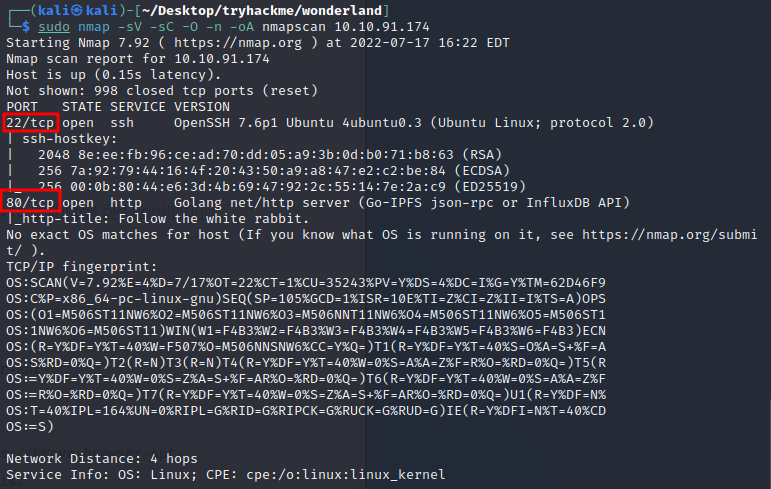 (kali㉿kali)-[~/Desktop/tryhackme/wonderland]
$ sudo nmap -sV -sC -O -n -oA nmapscan 10.10.91.174
Starting Nmap 7.92 ( https://nmap.org ) at 2022-07-17 16:22 EDT
Nmap scan report for 10.10.91.174
Host is up (0.15s latency).
Not shown: 998 closed tcp ports (reset)
PORT   STATE SERVICE VERSION
22/tcp open  ssh     OpenSSH 7.6p1 Ubuntu 4ubuntu0.3 (Ubuntu Linux; protocol 2.0)
| ssh-hostkey:
|   2048 8e:ee:fb:96:ce:ad:70:dd:05:a9:3b:0d:b0:71:b8:63 (RSA)
|   256 7a:92:79:44:16:4f:20:43:50:a9:a8:47:e2:c2:be:84 (ECDSA)
|_  256 00:0b:80:44:e6:3d:4b:69:47:92:2c:55:14:7e:2a:c9 (ED25519)
80/tcp open  http    Golang net/http server (Go-IPFS json-rpc or InfluxDB API)
|_http-title: Follow the white rabbit.
No exact OS matches for host (If you know what OS is running on it, see https://nmap.org/submi
t/ ).
TCP/IP fingerprint:
OS:SCAN(V=7.92%E=4%D=7/17%OT=22%CT=1%CU=35243%PV=Y%DS=4%DC=I%G=Y%TM=62D46F9
OS:C%P=x86_64-pc-linux-gnu)SEQ(SP=105%GCD=1%ISR=10E%TI=Z%CI=Z%II=I%TS=A)OPS
OS:(O1=M506ST11NW6%O2=M506ST11NW6%O3=M506NNT11NW6%O4=M506ST11NW6%O5=M506ST1
OS:1NW6%O6=M506ST11)WIN(W1=F4B3%W2=F4B3%W3=F4B3%W4=F4B3%W5=F4B3%W6=F4B3)ECN
OS:(R=Y%DF=Y%T=40%W=F507%O=M506NNSNW6%CC=Y%Q=)T1(R=Y%DF=Y%T=40%S=O%A=S+%F=A
OS:S%RD=0%Q=)T2(R=N)T3(R=N)T4(R=Y%DF=Y%T=40%W=0%S=A%A=Z%F=R%O=%RD=0%Q=)T5(R
OS:=Y%DF=Y%T=40%W=0%S=Z%A=S+%F=AR%O=%RD=0%Q=)T6(R=Y%DF=Y%T=40%W=0%S=A%A=Z%F
OS:=R%O=%RD=0%Q=)T7(R=Y%DF=Y%T=40%W=0%S=Z%A=S+%F=AR%O=%RD=0%Q=)U1(R=Y%DF=N%
OS:T=40%IPL=164%UN=0%RIPL=G%RID=G%RIPCK=G%RUCK=G%RUD=G)IE(R=Y%DFI=N%T=40%CD
OS:=S)
Network Distance: 4 hops
Service Info: OS: Linux; CPE: cpe:/o:linux:linux_kernel